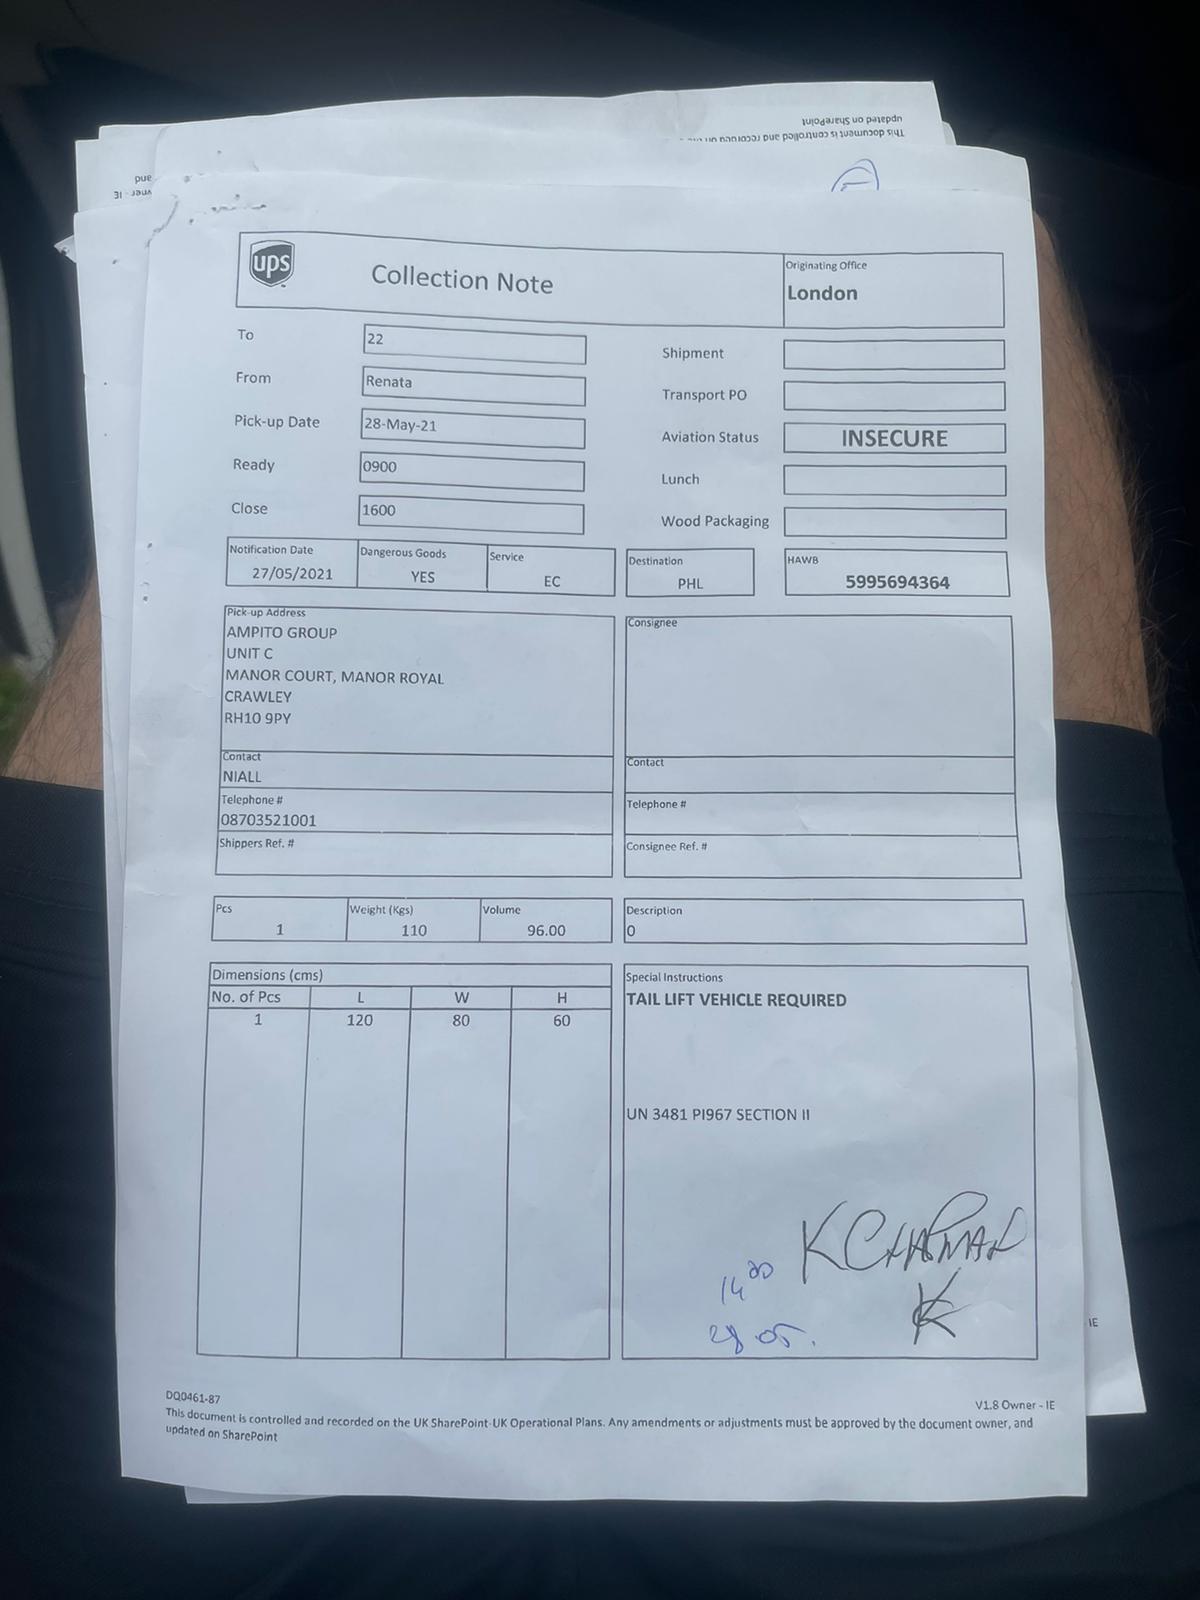 updated on SharePoint
This document is controlled and recorded on the
and
ups
Collection Note
Originating Office
London
To
22
From
Renata
Pick-up Date
28-May-21
Ready
0900
Close
1600
Shipment
Transport PO
Aviation Status
INSECURE
Lunch
Wood Packaging
Notification Date
27/05/2021
Dangerous Goods
YES
Service
EC
Destination
PHL
HAWB
5995694364
Pick-up Address
AMPITO GROUP
UNIT C
MANOR COURT, MANOR ROYAL
CRAWLEY
RH10 9PY
Contact
NIALL
Telephone #
08703521001
Shippers Ref. #
Consignee
Contact
Telephone #
Consignee Ref. #
Pcs
1
Weight (Kgs)
110
Volume
96.00
Description
0
Dimensions (cms)
No. of Pcs L W H
1 120 80 60
Special Instructions
TAIL LIFT VEHICLE REQUIRED
UN 3481 PI967 SECTION II
K CHAPMAN
14 00
28 05.
K
IE
DQ0461-87
V1.8 Owner - IE
This document is controlled and recorded on the UK SharePoint-UK Operational Plans. Any amendments or adjustments must be approved by the document owner, and
updated on SharePoint